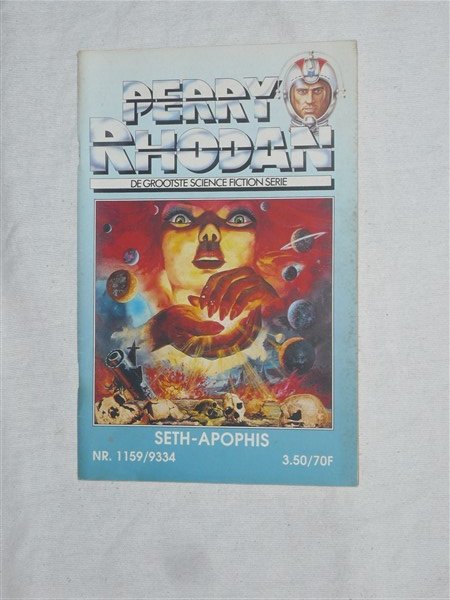 PERRY
RHODAN
DE GROOTSTE SCIENCE FICTION SERIE
SETH-APOPHIS
NR. 1159/9334
3.50/70F